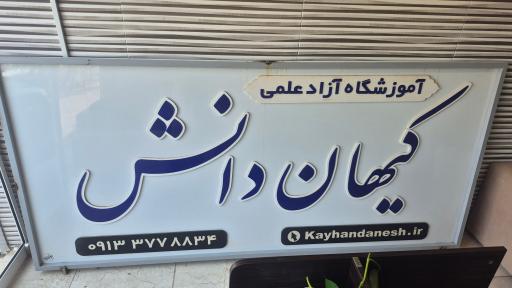 آموزشگاه آزاد علمی
کیهان دانش
۰۹۱۳ ۳۷۷ ۸۸۳۴
Kayhandanesh.ir